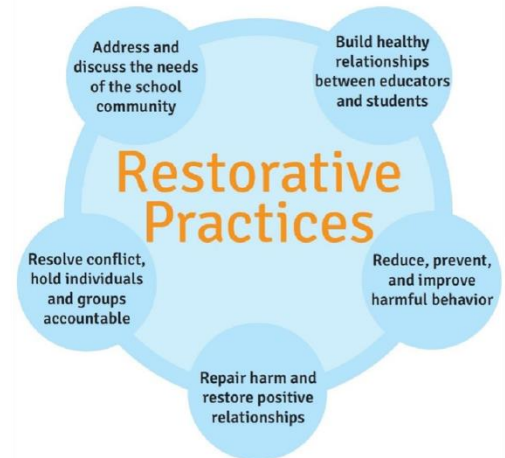 Address and
discuss the needs
of the school
community
Build healthy
relationships
between educators
and students
Restorative
Practices
Resolve conflict,
hold individuals
and groups
accountable
Reduce, prevent,
and improve
harmful behavior
Repair harm and
restore positive
relationships